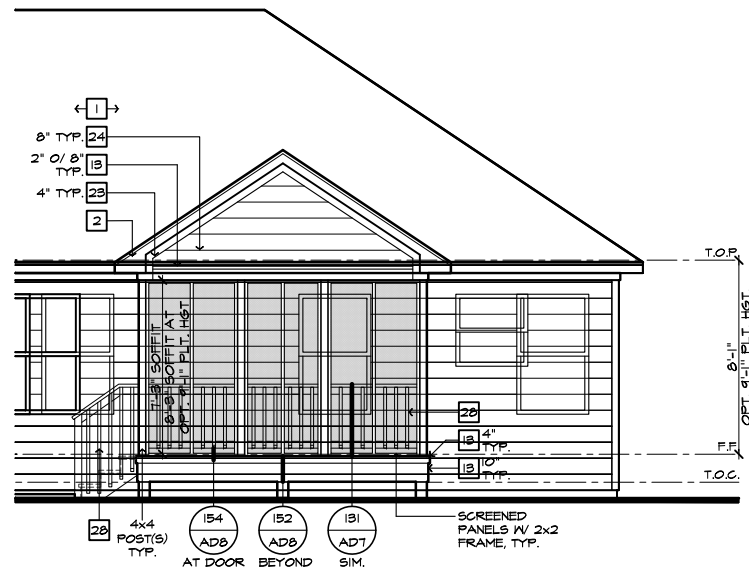 1
8" TYP. 24
2" O/ 8" 13
TYP.
4" TYP. 23
2
T.O.P.
7'-3" SOFFIT
8'-3" SOFFIT AT
OPT. 9'-1" PLT. HGT
8'-1"
OPT. 9'-1" PLT HGT
28
13 4"
TYP.
F.F.
13 10"
TYP.
T.O.C.
28
4x4
POST(S)
TYP.
154
AD8
AT DOOR
152
AD8
BEYOND
131
AD7
SIM.
SCREENED
PANELS W/ 2x2
FRAME, TYP.